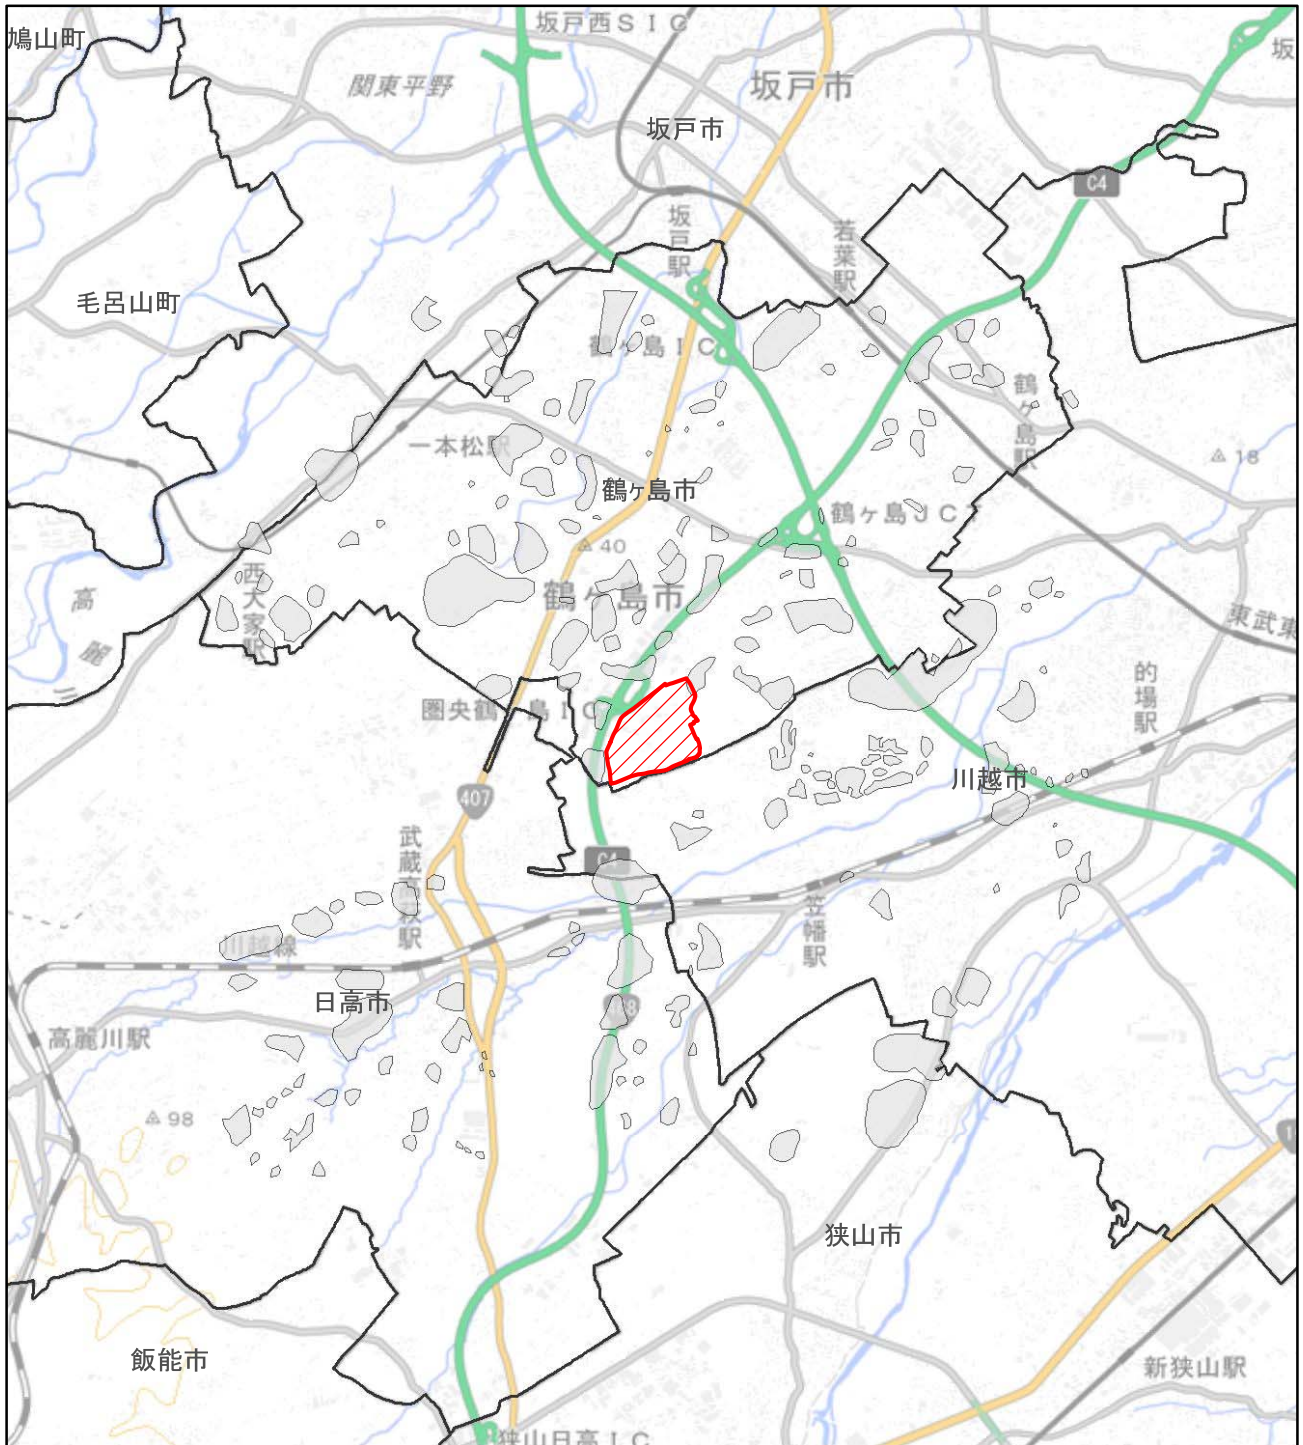 坂戸西ＳＩＣ
鳩山町
坂
関東平野
坂戸市
坂戸市
C4
坂戸駅
若葉駅
毛呂山町
鶴ヶ島ＩＣ
鶴ヶ島駅
一本松駅
18
鶴ヶ島市
鶴ヶ島ＪＣＴ
40
西大家駅
鶴ヶ島市
高麗川
東武東
的場駅
圏央鶴ヶ島ＩＣ
川越市
407
武蔵高萩駅
C4
笠幡駅
川越線
日高市
468
高麗川駅
98
狭山市
飯能市
新狭山駅
狭山日高ＩＣ